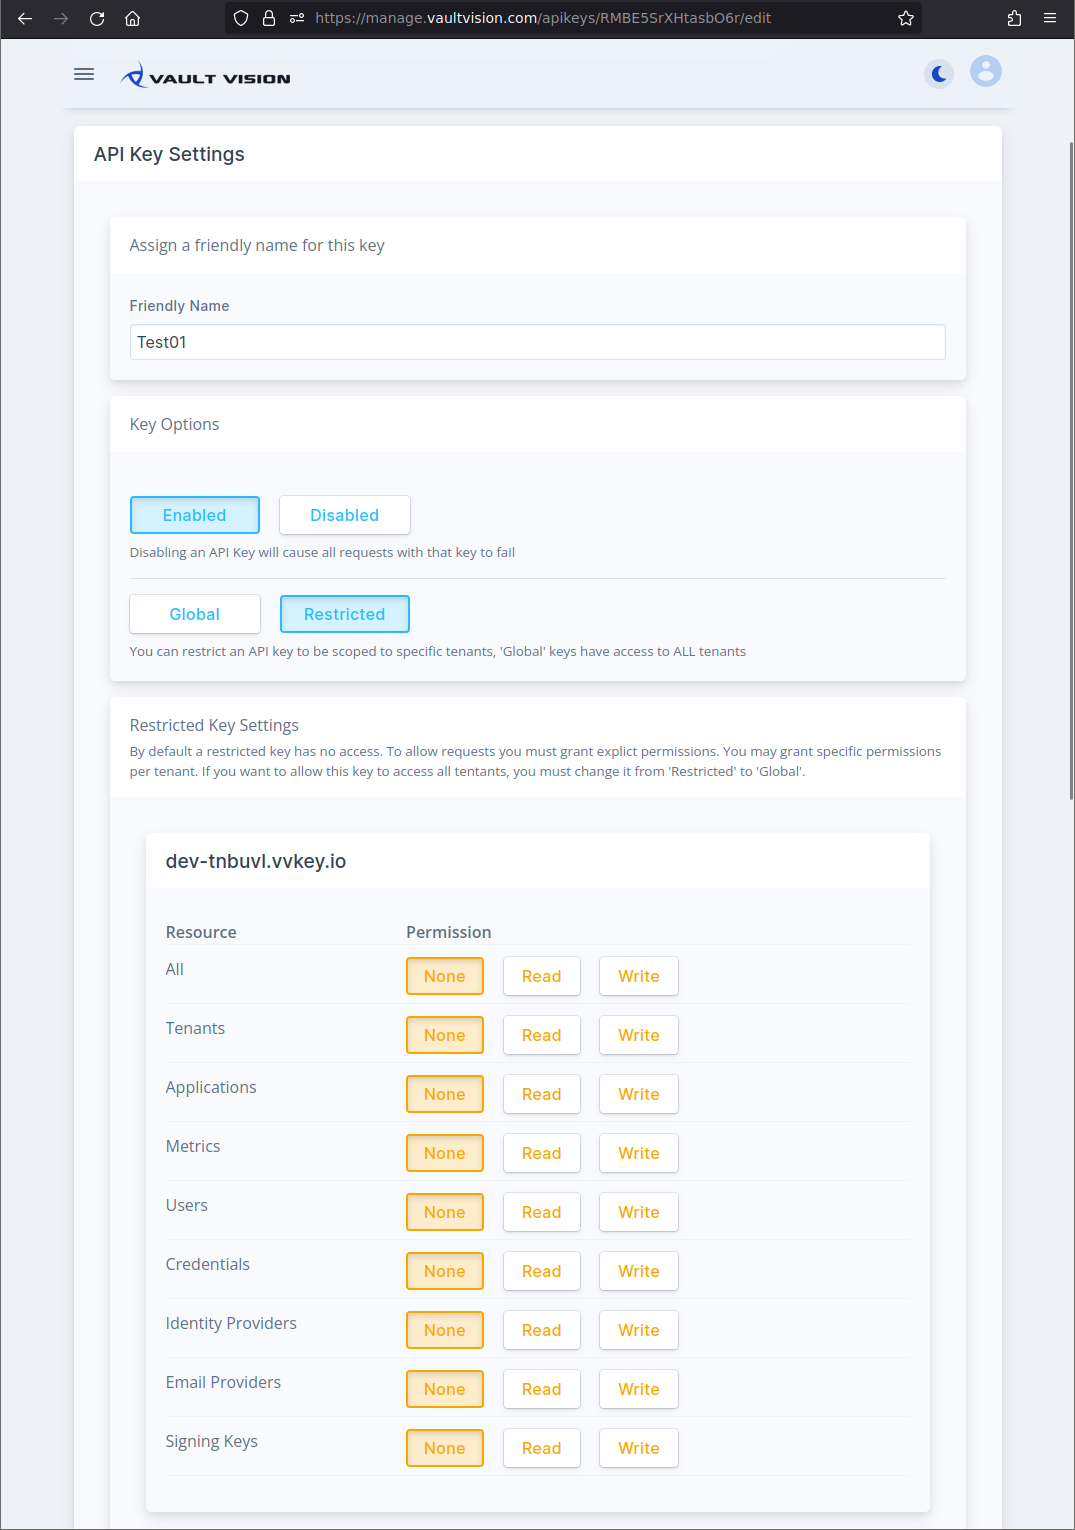 https://manage.vaultvision.com/apikeys/RMBE5SrXHtasbO6r/edit
VAULT VISION
API Key Settings
Assign a friendly name for this key
Friendly Name
Test01
Key Options
Enabled Disabled
Disabling an API Key will cause all requests with that key to fail
Global Restricted
You can restrict an API key to be scoped to specific tenants, 'Global' keys have access to ALL tenants
Restricted Key Settings
By default a restricted key has no access. To allow requests you must grant explict permissions. You may grant specific permissions
per tenant. If you want to allow this key to access all tentants, you must change it from 'Restricted' to 'Global'.
dev-tnbuvl.vvkey.io
Resource Permission
All None Read Write
Tenants None Read Write
Applications None Read Write
Metrics None Read Write
Users None Read Write
Credentials None Read Write
Identity Providers None Read Write
Email Providers None Read Write
Signing Keys None Read Write